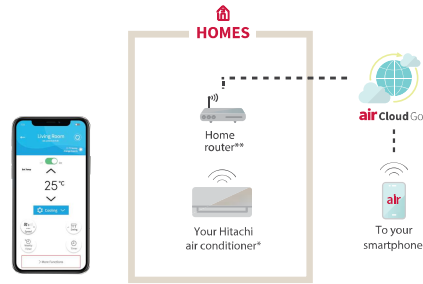 HOMES
Living Room
25 °C
Cooling
Home
router**
Your Hitachi
air conditioner*
air Cloud Go
air
To your
smartphone